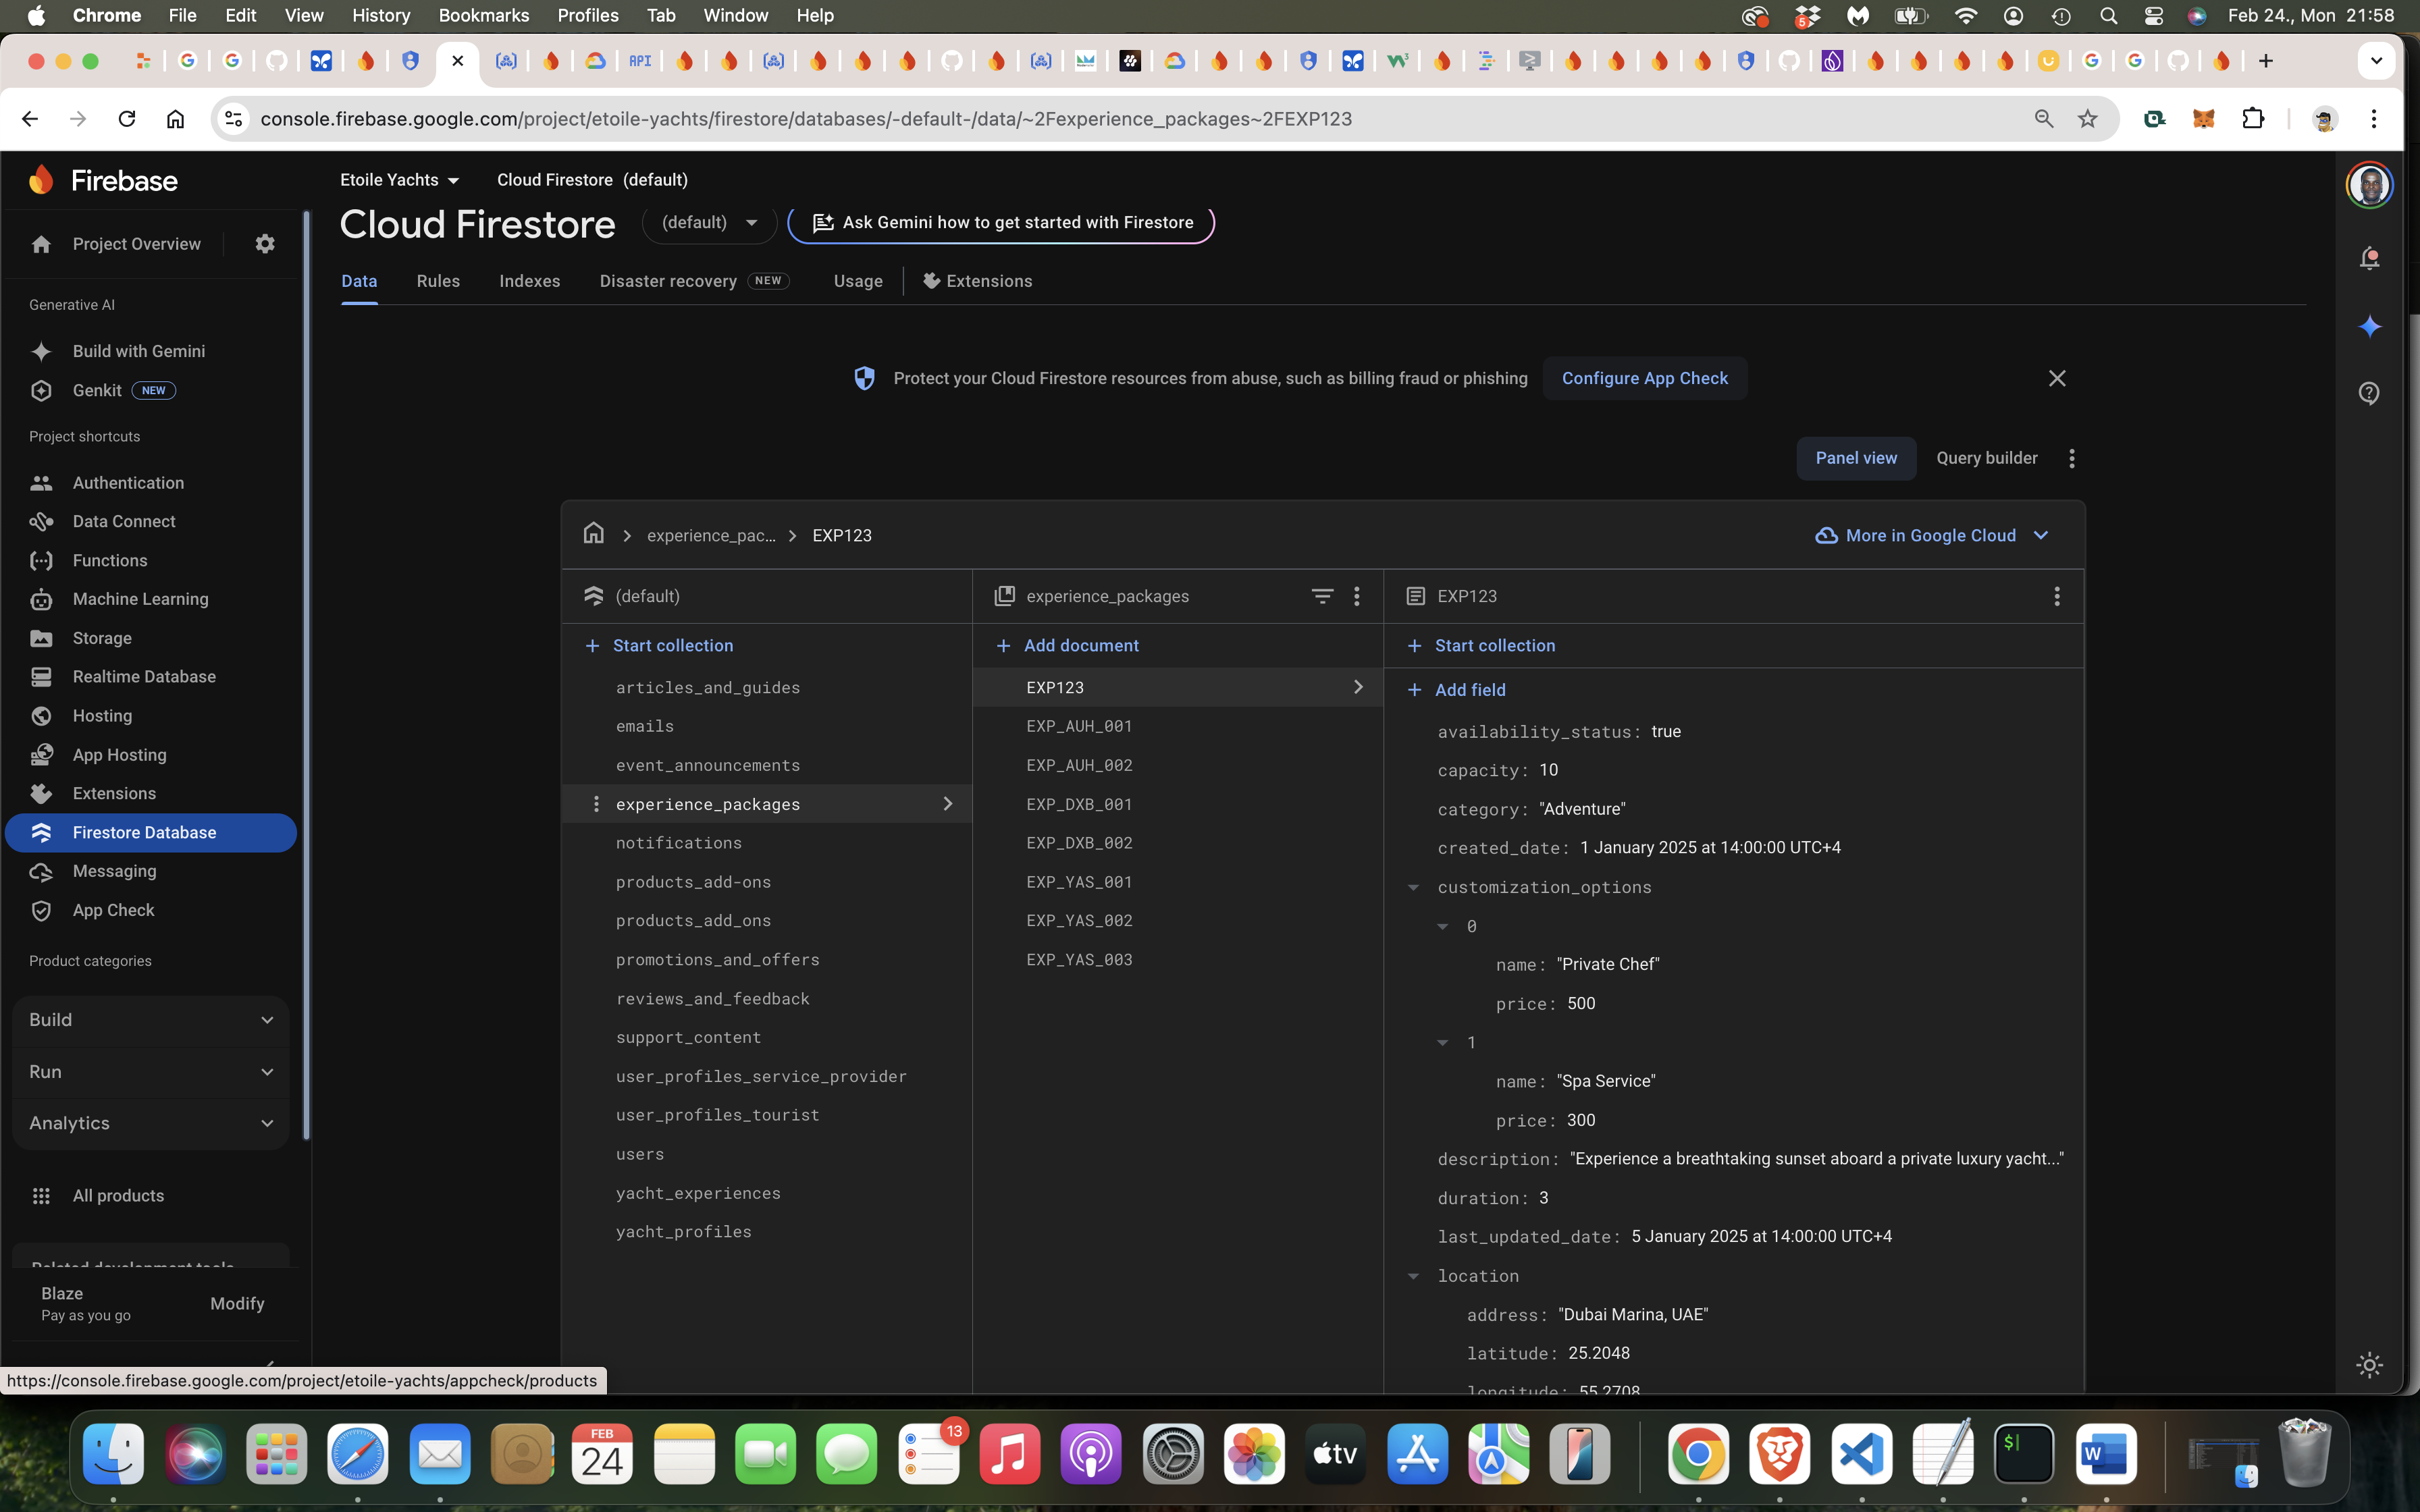 Chrome File Edit View History Bookmarks Profiles Tab Window Help
5
Feb 24., Mon 21:58
API
console.firebase.google.com/project/etoile-yachts/firestore/databases/-default-/data/~2Fexperience_packages~2FEXP123
Firebase
Etoile Yachts
Cloud Firestore (default)
Project Overview
Generative AI
Build with Gemini
Genkit NEW
Project shortcuts
Authentication
Data Connect
Functions
Machine Learning
Storage
Realtime Database
Hosting
App Hosting
Extensions
Firestore Database
Messaging
App Check
Product categories
Build
Run
Analytics
All products
Related development tools
Blaze
Pay as you go
Modify
https://console.firebase.google.com/project/etoile-yachts/appcheck/products
Cloud Firestore
(default)
Ask Gemini how to get started with Firestore
Data
Rules
Indexes
Disaster recovery NEW
Usage
Extensions
Protect your Cloud Firestore resources from abuse, such as billing fraud or phishing
Configure App Check
Panel view
Query builder
experience_pac...
EXP123
More in Google Cloud
(default)
Start collection
articles_and_guides
emails
event_announcements
experience_packages
notifications
products_add-ons
products_add_ons
promotions_and_offers
reviews_and_feedback
support_content
user_profiles_service_provider
user_profiles_tourist
users
yacht_experiences
yacht_profiles
experience_packages
Add document
EXP123
EXP_AUH_001
EXP_AUH_002
EXP_DXB_001
EXP_DXB_002
EXP_YAS_001
EXP_YAS_002
EXP_YAS_003
EXP123
Start collection
Add field
availability_status: true
capacity: 10
category: "Adventure"
created_date: 1 January 2025 at 14:00:00 UTC+4
customization_options
0
name: "Private Chef"
price: 500
1
name: "Spa Service"
price: 300
description: "Experience a breathtaking sunset aboard a private luxury yacht..."
duration: 3
last_updated_date: 5 January 2025 at 14:00:00 UTC+4
location
address: "Dubai Marina, UAE"
latitude: 25.2048
longitude: 55.2708
FEB
24
13
tv
$
W